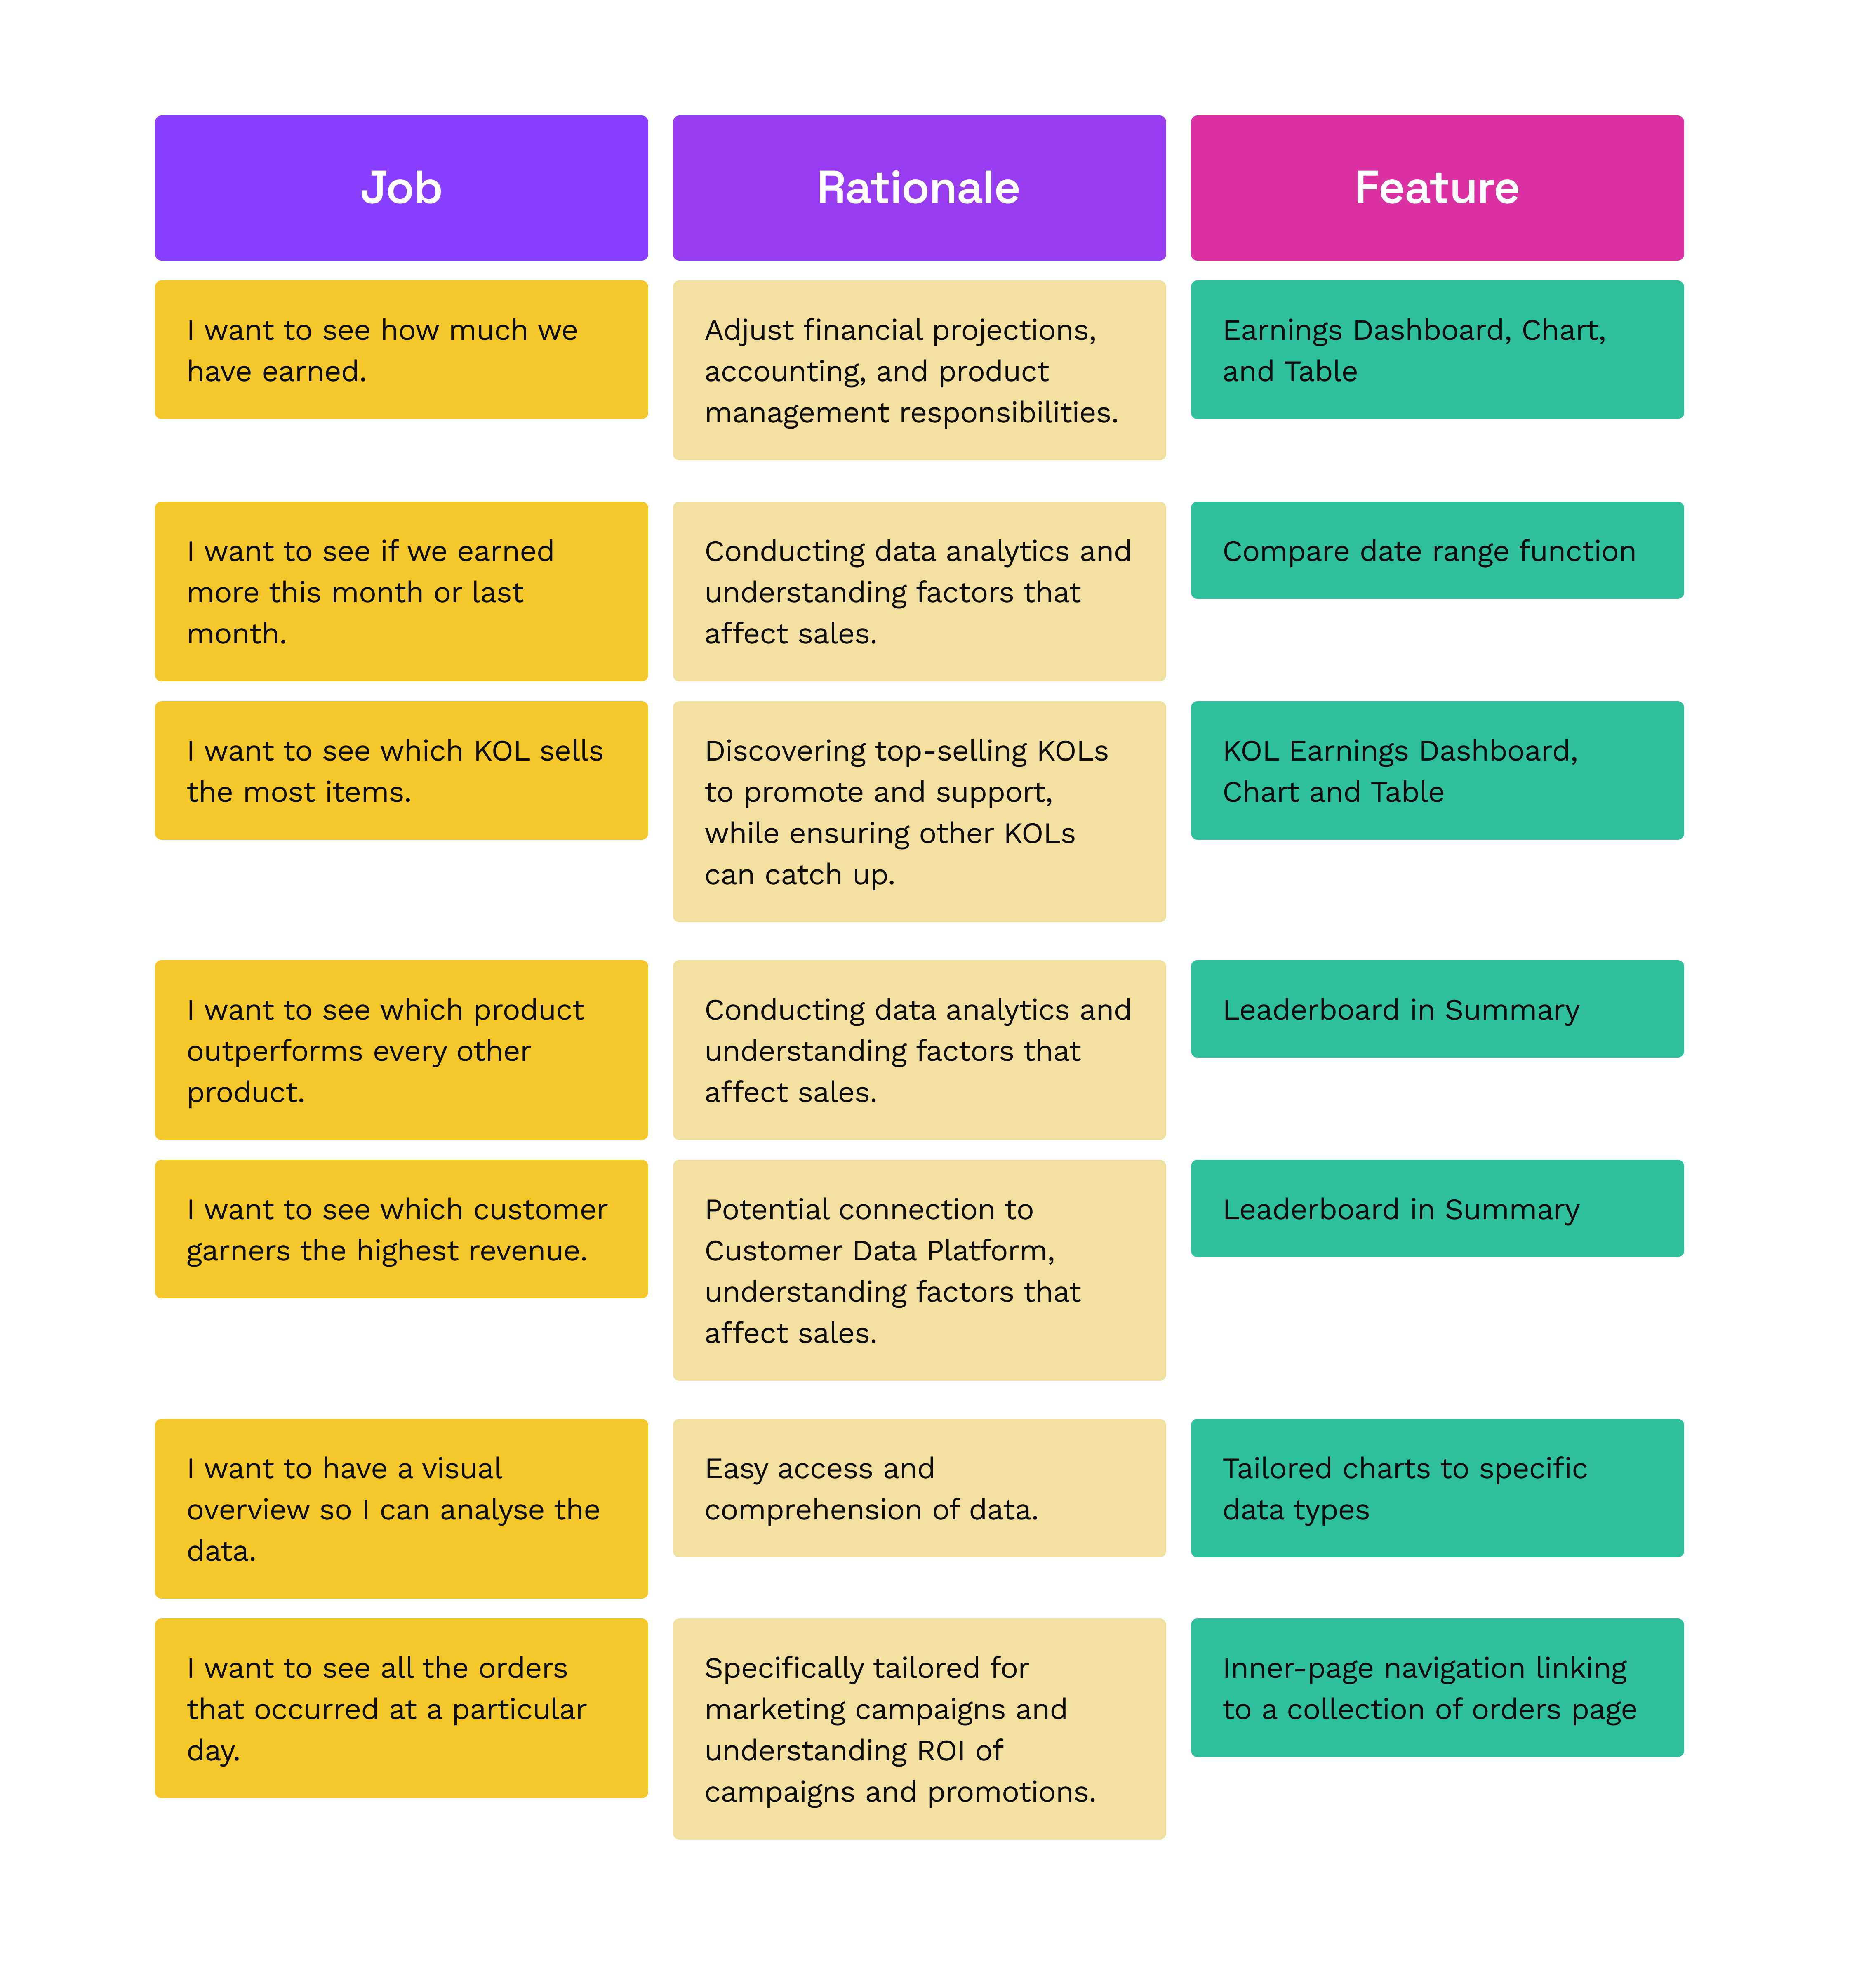 Job
Rationale
Feature
I want to see how much we
have earned.
Adjust financial projections,
accounting, and product
management responsibilities.
Earnings Dashboard, Chart,
and Table
I want to see if we earned
more this month or last
month.
Conducting data analytics and
understanding factors that
affect sales.
Compare date range function
I want to see which KOL sells
the most items.
Discovering top-selling KOLs
to promote and support,
while ensuring other KOLs
can catch up.
KOL Earnings Dashboard,
Chart and Table
I want to see which product
outperforms every other
product.
Conducting data analytics and
understanding factors that
affect sales.
Leaderboard in Summary
I want to see which customer
garners the highest revenue.
Potential connection to
Customer Data Platform,
understanding factors that
affect sales.
Leaderboard in Summary
I want to have a visual
overview so I can analyse the
data.
Easy access and
comprehension of data.
Tailored charts to specific
data types
I want to see all the orders
that occurred at a particular
day.
Specifically tailored for
marketing campaigns and
understanding ROI of
campaigns and promotions.
Inner-page navigation linking
to a collection of orders page